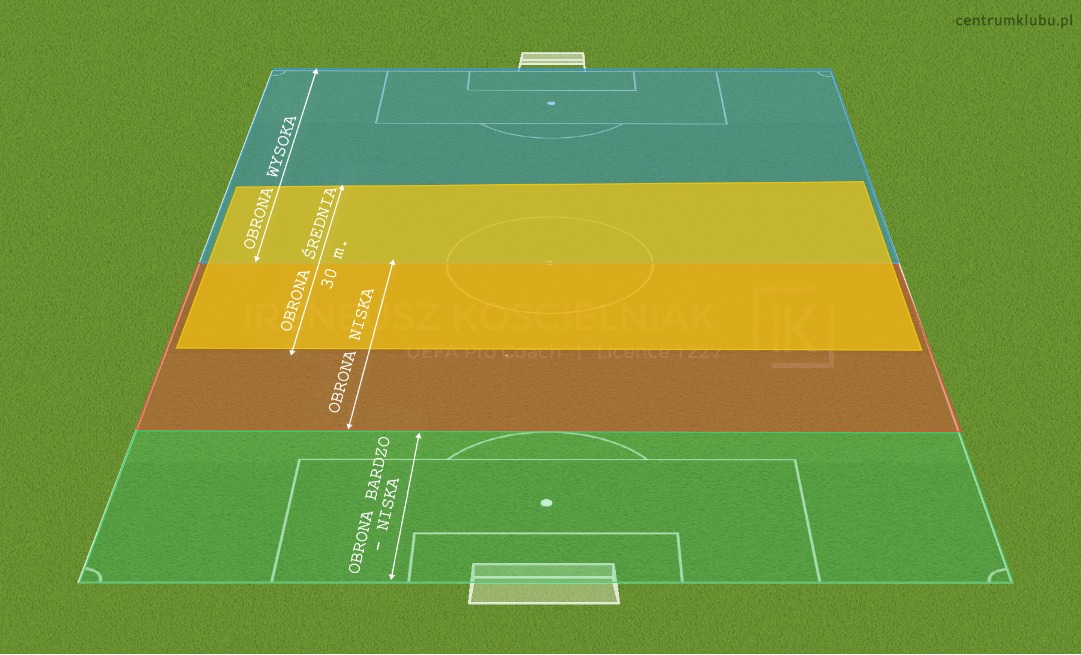 centrumklubu.pl
OBRONA WYSOKA
OBRONA ŚREDNIA
30 m.
OBRONA NISKA
IRENEUSZ KOŚCIELNIAK
UEFA Pro Coach | Licence 1227
K
OBRONA BARDZO
- NISKA